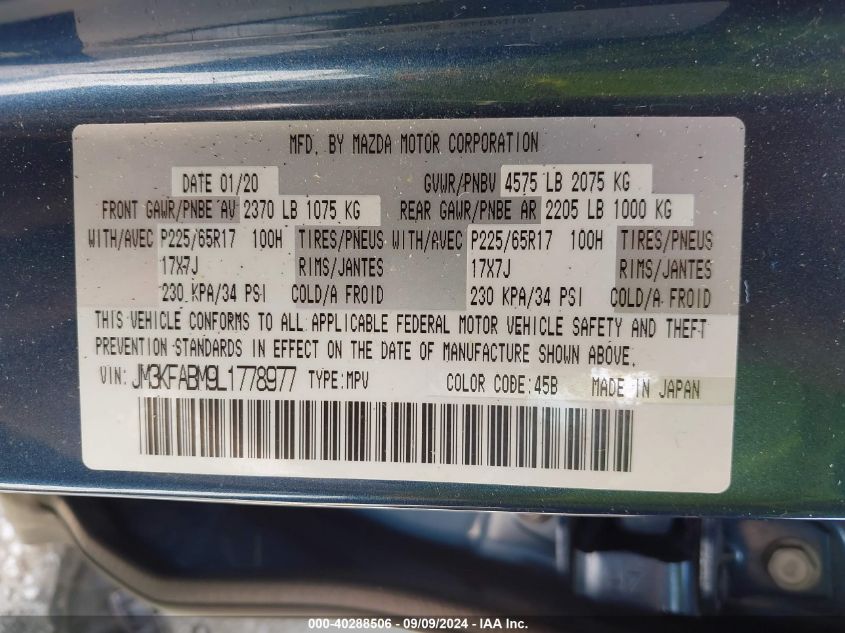 MFD. BY MAZDA MOTOR CORPORATION
DATE 01/20 GVWR/PNBV 4575 LB 2075 KG
FRONT GAWR/PNBE AV 2370 LB 1075 KG REAR GAWR/PNBE AR 2205 LB 1000 KG
WITH/AVEC P225/65R17 100H TIRES/PNEUS WITH/AVEC P225/65R17 100H TIRES/PNEUS
17X7J RIMS/JANTES 17X7J RIMS/JANTES
230 KPA/34 PSI COLD/A FROID 230 KPA/34 PSI COLD/A FROID
THIS VEHICLE CONFORMS TO ALL APPLICABLE FEDERAL MOTOR VEHICLE SAFETY AND THEFT
PREVENTION STANDARDS IN EFFECT ON THE DATE OF MANUFACTURE SHOWN ABOVE.
VIN: JM3KFABM9L1778977 TYPE:MPV COLOR CODE:45B MADE IN JAPAN
000-40288506 - 09/09/2024 - IAA Inc.